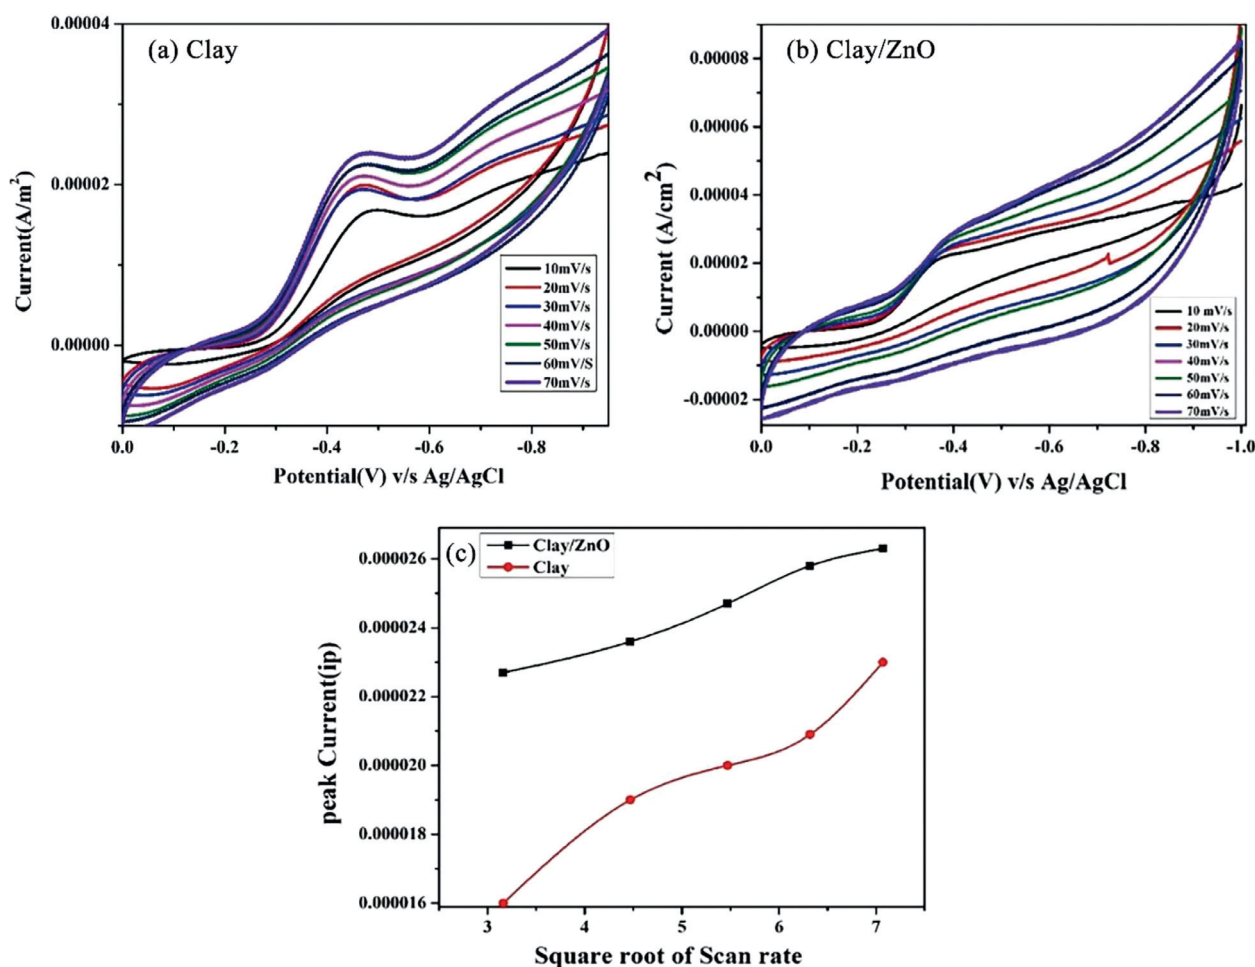 (a) Clay
0.00004
0.00002
0.00000
Current(A/m²)
10mV/s
20mV/s
30mV/s
40mV/s
50mV/s
60mV/S
70mV/s
0.0 -0.2 -0.4 -0.6 -0.8
Potential(V) v/s Ag/AgCl
(b) Clay/ZnO
0.00008
0.00006
0.00004
0.00002
0.00000
-0.00002
Current (A/cm²)
10 mV/s
20mV/s
30mV/s
40mV/s
50mV/s
60mV/s
70mV/s
0.0 -0.2 -0.4 -0.6 -0.8 -1.0
Potential(V) v/s Ag/AgCl
(c)
Clay/ZnO
Clay
0.000026
0.000024
0.000022
0.000020
0.000018
0.000016
peak Current(ip)
3 4 5 6 7
Square root of Scan rate